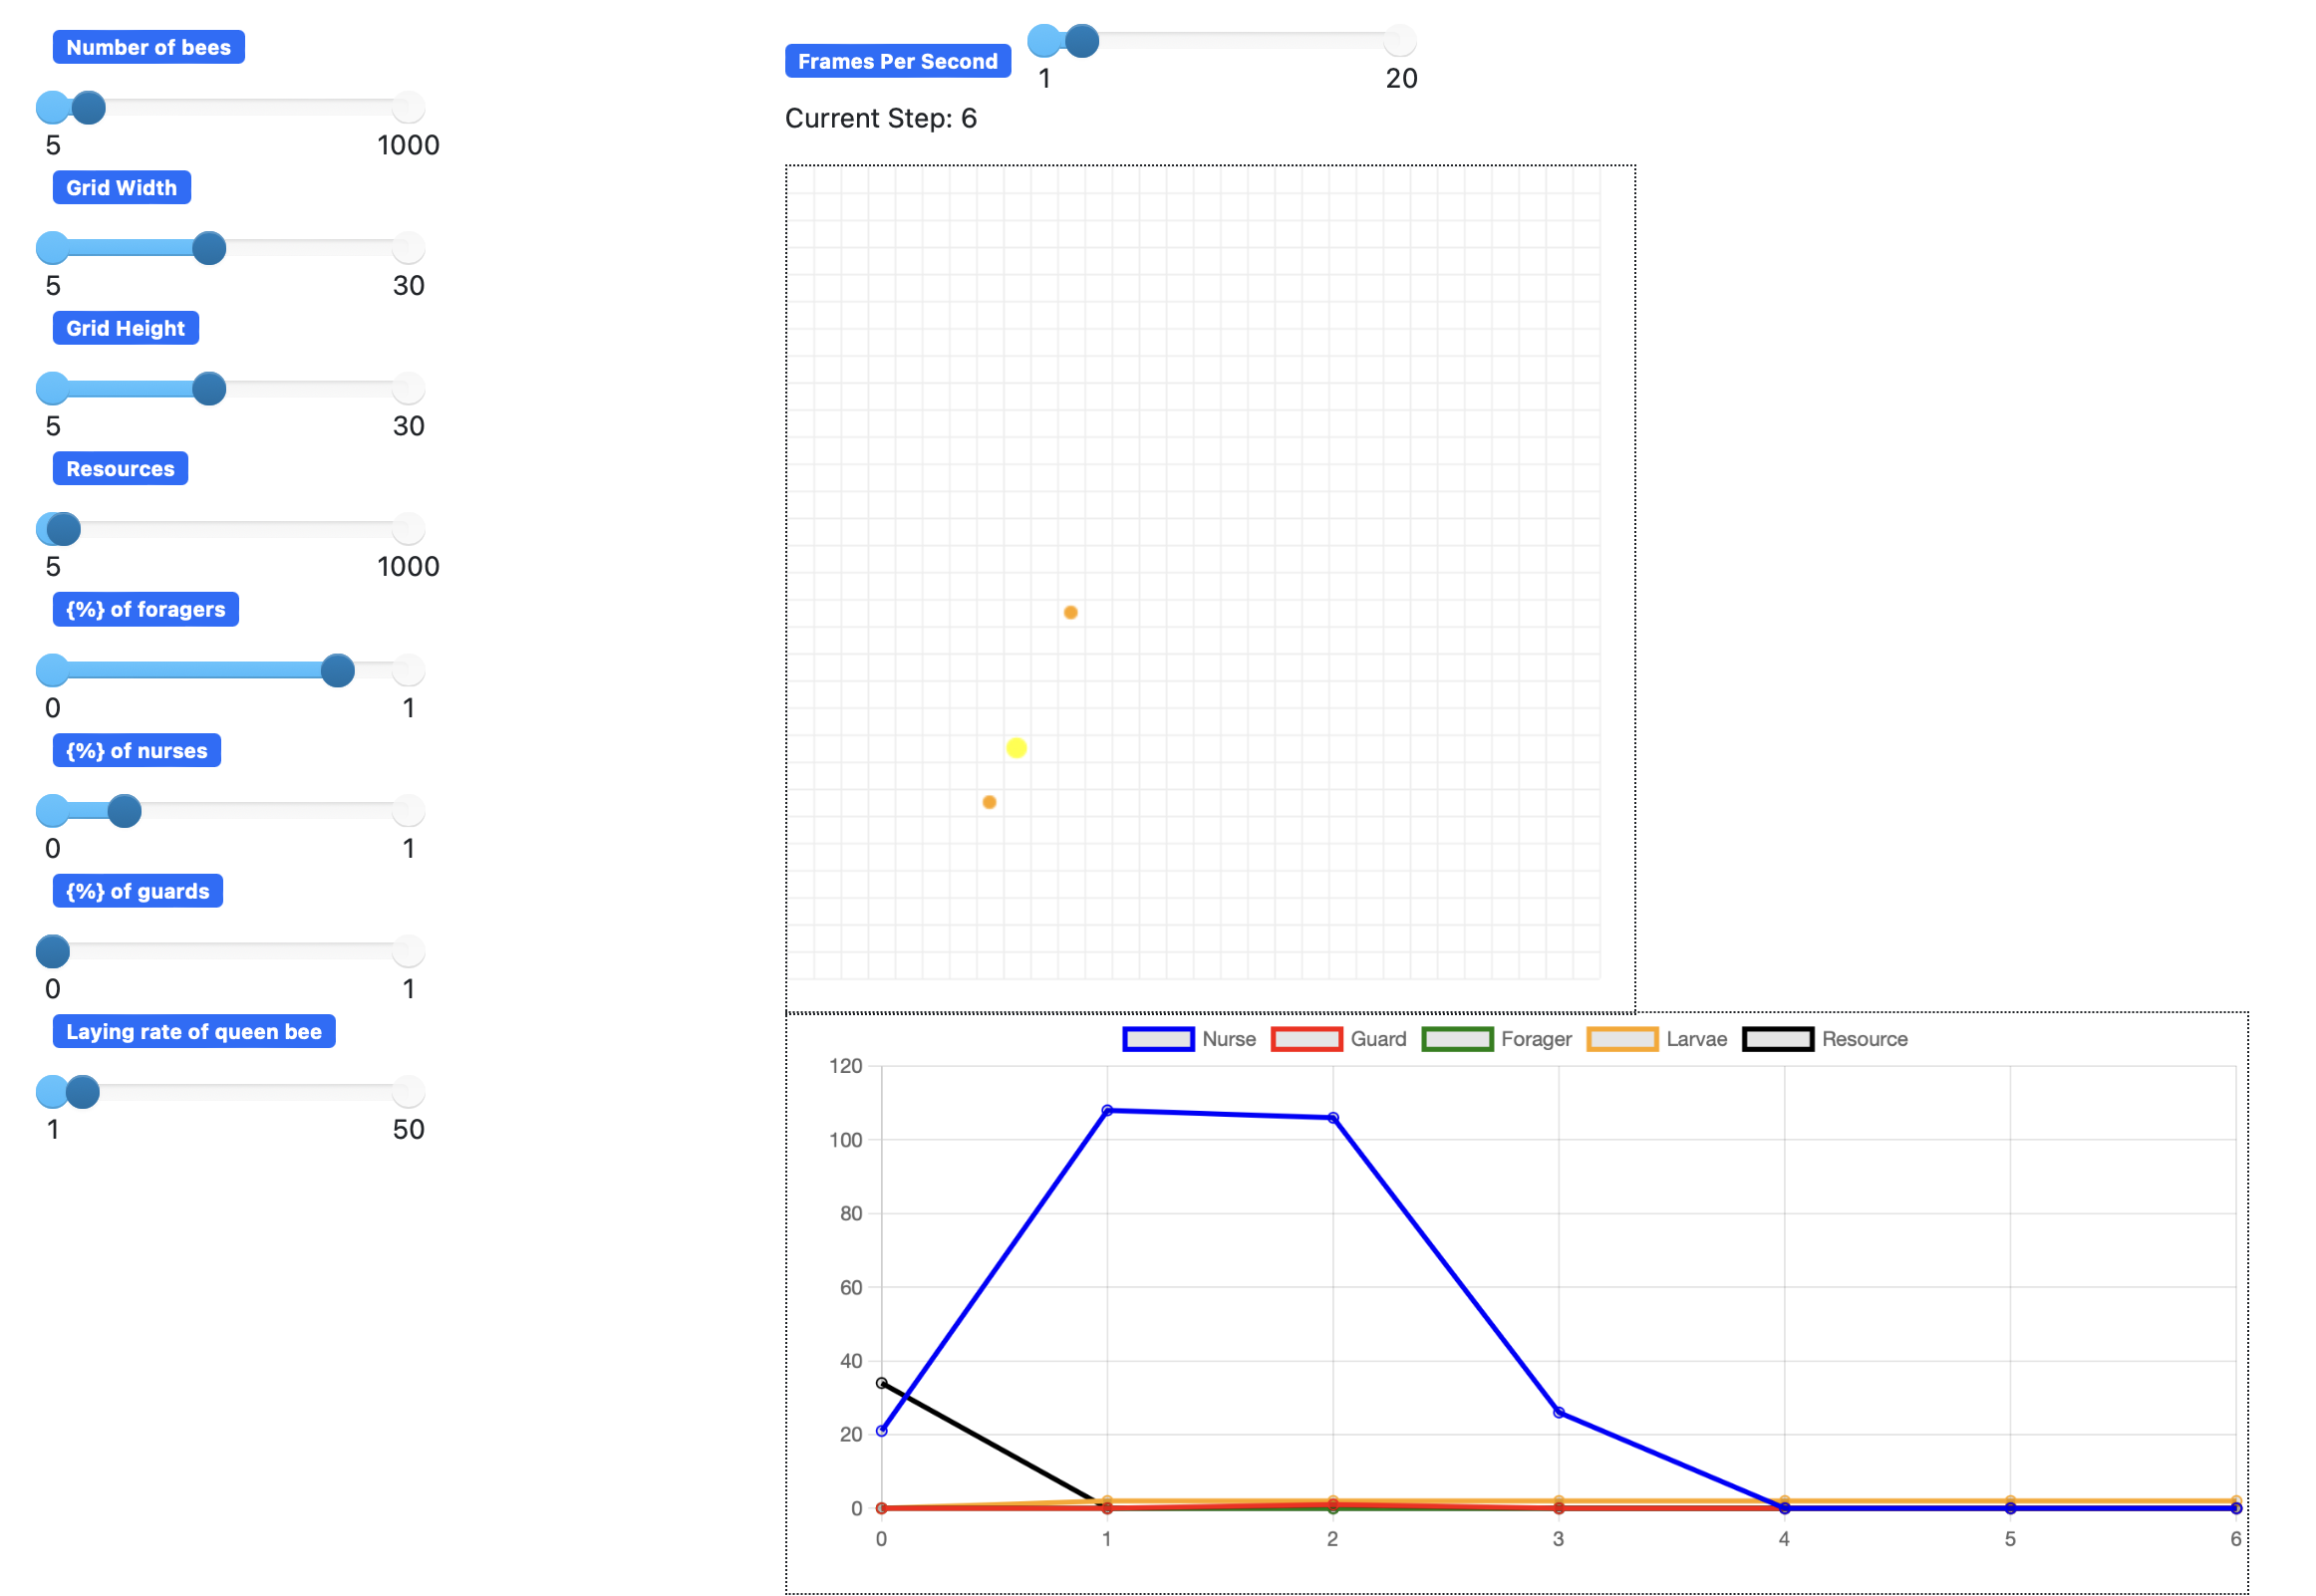 Number of bees
5 1000
Grid Width
5 30
Grid Height
5 30
Resources
5 1000
{%} of foragers
0 1
{%} of nurses
0 1
{%} of guards
0 1
Laying rate of queen bee
1 50
Frames Per Second
1 20
Current Step: 6
Nurse Guard Forager Larvae Resource
120
100
80
60
40
20
0
0 1 2 3 4 5 6